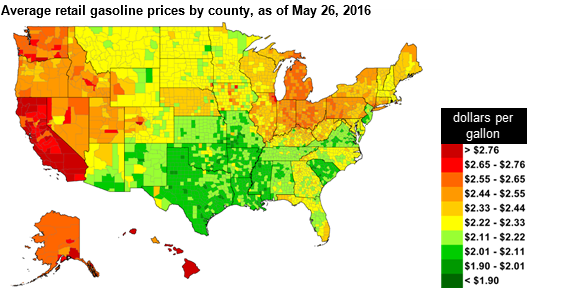 Average retail gasoline prices by county, as of May 26, 2016
dollars per
gallon
> $2.76
$2.65 - $2.76
$2.55 - $2.65
$2.44 - $2.55
$2.33 - $2.44
$2.22 - $2.33
$2.11 - $2.22
$2.01 - $2.11
$1.90 - $2.01
< $1.90